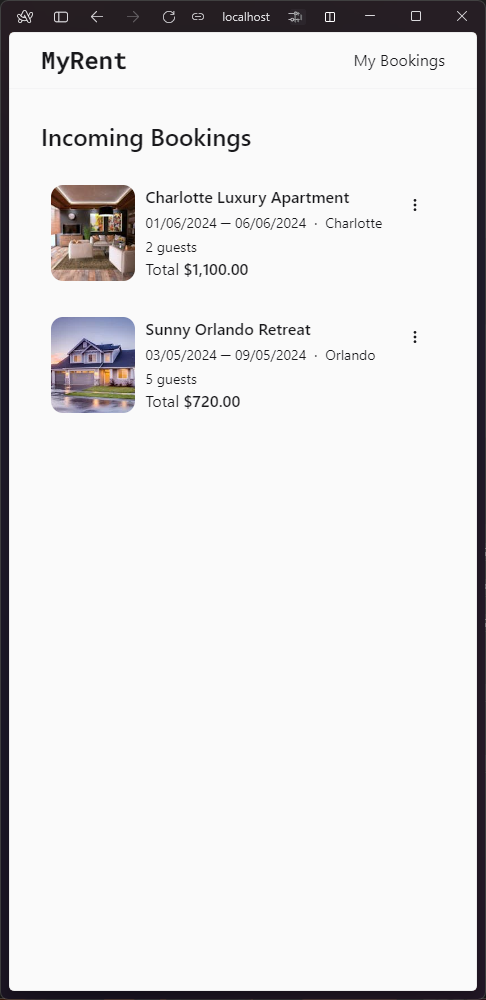 localhost
MyRent
My Bookings
Incoming Bookings
Charlotte Luxury Apartment
01/06/2024 — 06/06/2024 · Charlotte
2 guests
Total $1,100.00
Sunny Orlando Retreat
03/05/2024 — 09/05/2024 · Orlando
5 guests
Total $720.00